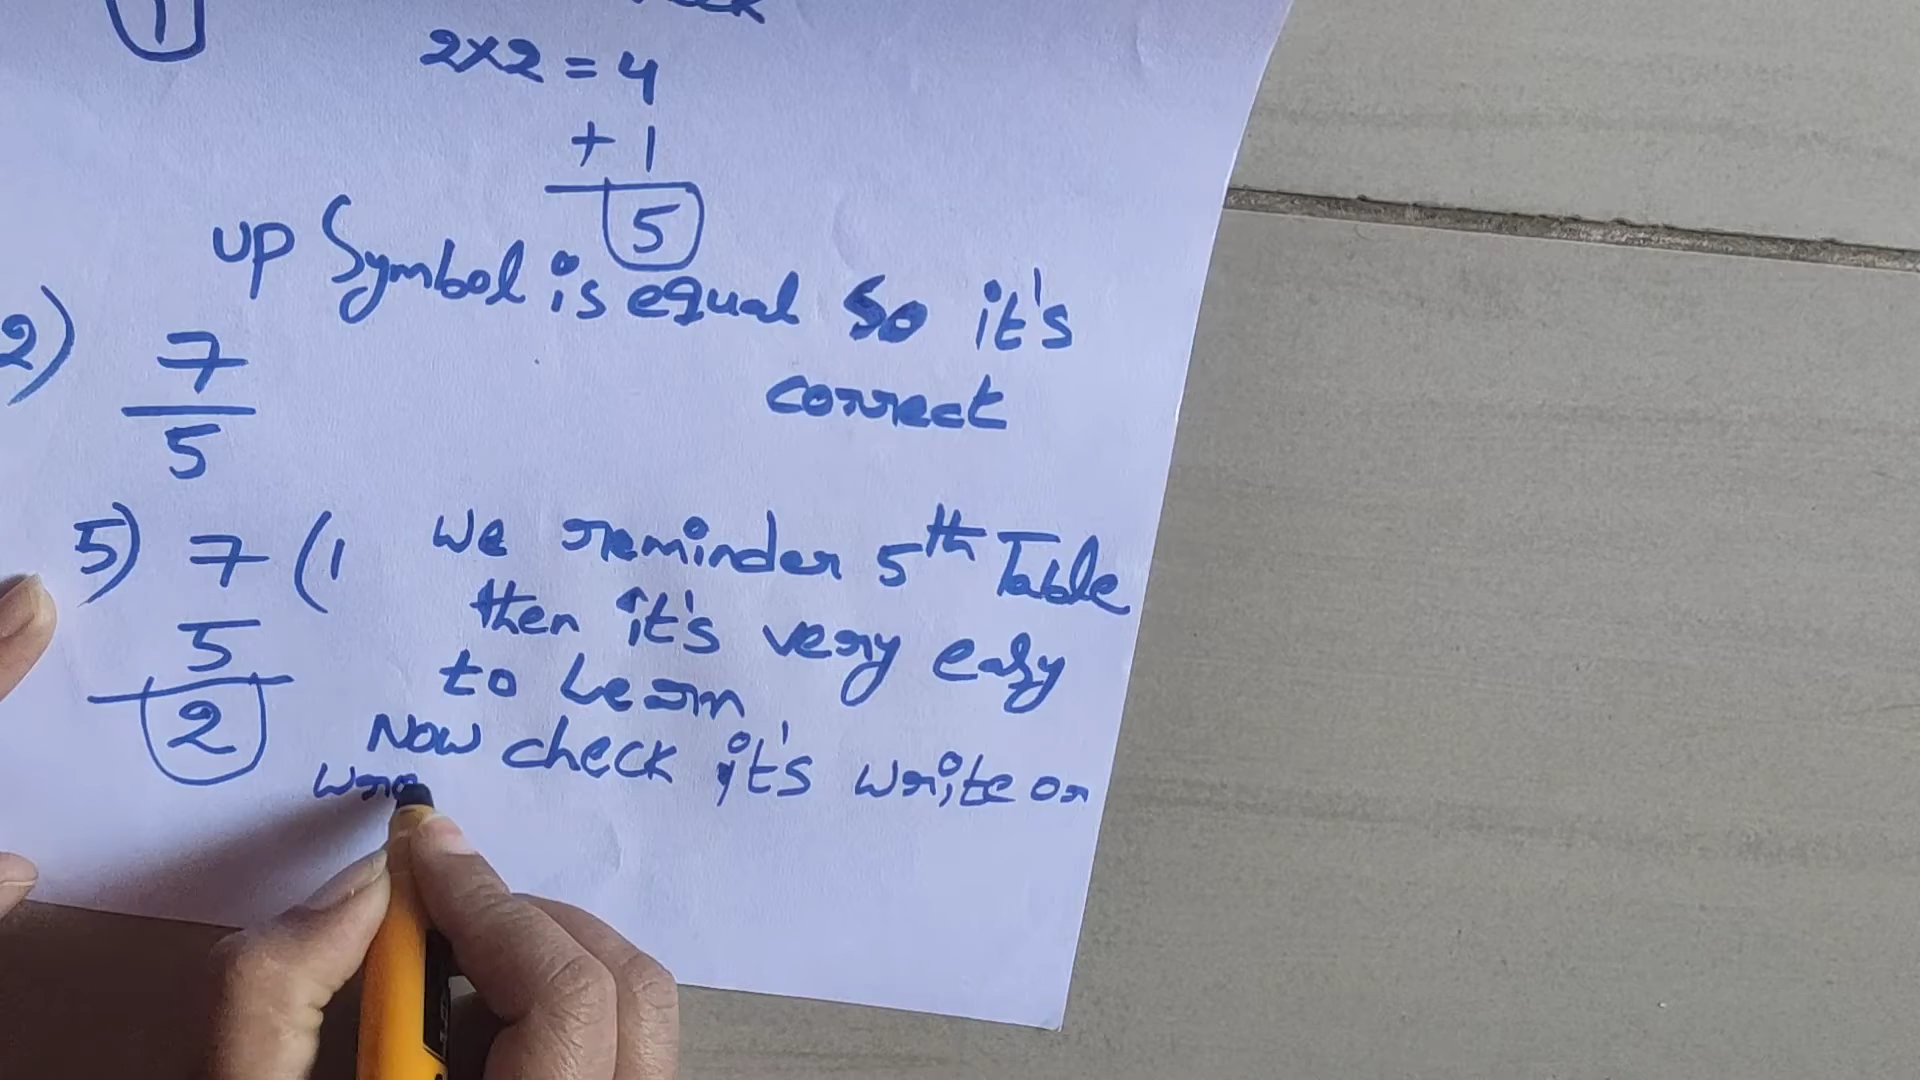 1
2x2 = 4
+ 1
5
up Symbol is equal so it's
correct
2) 7
5
5) 7 (1
5
2
We reminder 5th Table
then it's very easy
to Learn
Now check it's write or